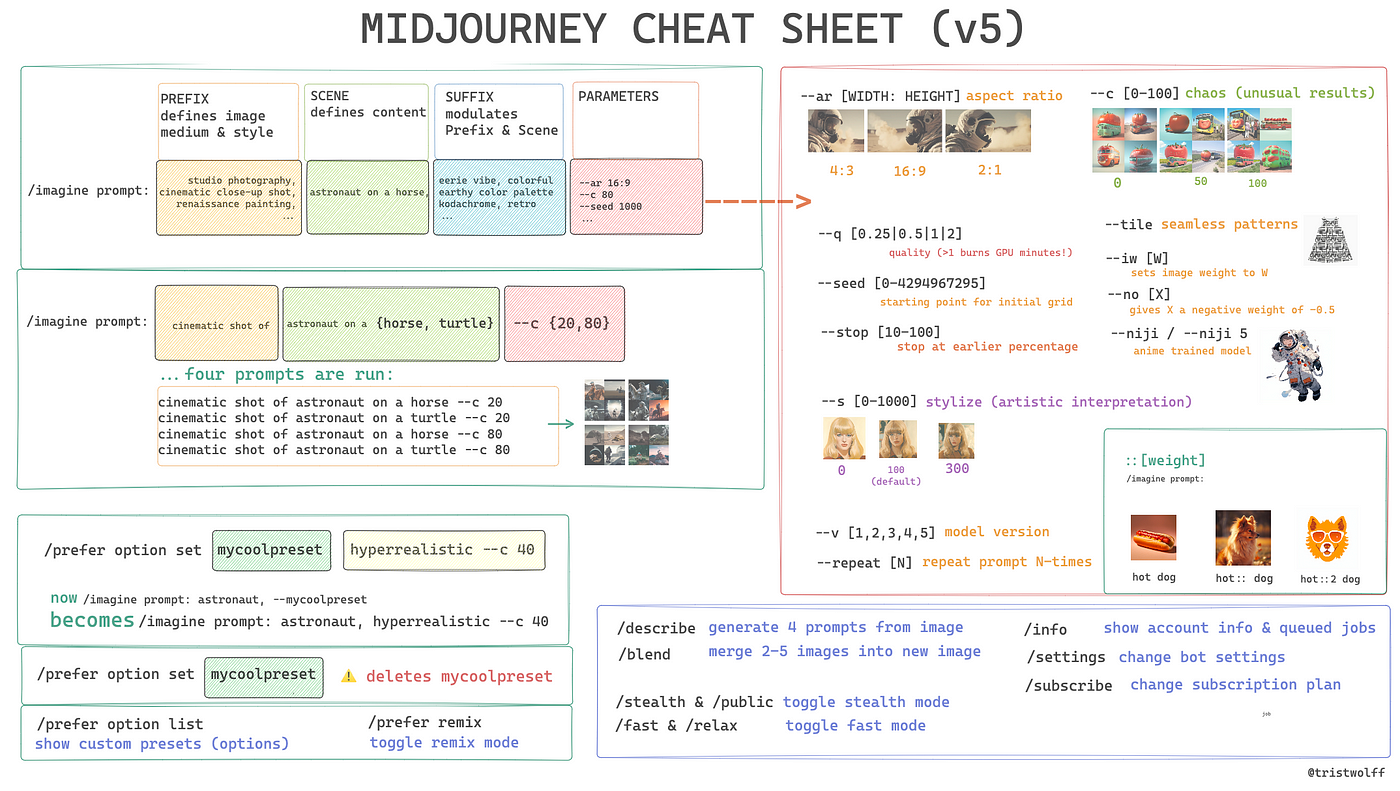 MIDJOURNEY CHEAT SHEET (v5)
PREFIX
defines image
medium & style
SCENE
defines content
SUFFIX
modulates
Prefix & Scene
PARAMETERS
/imagine prompt:
studio photography,
cinematic close-up shot,
renaissance painting,
...
astronaut on a horse,
eerie vibe, colorful
earthy color palette
kodachrome, retro
...
--ar 16:9
--c 80
--seed 1000
...
/imagine prompt:
cinematic shot of
astronaut on a {horse, turtle}
--c {20,80}
...four prompts are run:
cinematic shot of astronaut on a horse --c 20
cinematic shot of astronaut on a turtle --c 20
cinematic shot of astronaut on a horse --c 80
cinematic shot of astronaut on a turtle --c 80
/prefer option set mycoolpreset hyperrealistic --c 40
now /imagine prompt: astronaut, --mycoolpreset
becomes /imagine prompt: astronaut, hyperrealistic --c 40
/prefer option set mycoolpreset ⚠️ deletes mycoolpreset
/prefer option list
show custom presets (options)
/prefer remix
toggle remix mode
--ar [WIDTH: HEIGHT] aspect ratio
4:3 16:9 2:1
--c [0-100] chaos (unusual results)
0 50 100
--q [0.25|0.5|1|2]
quality (>1 burns GPU minutes!)
--seed [0-4294967295]
starting point for initial grid
--stop [10-100]
stop at earlier percentage
--tile seamless patterns
--iw [W]
sets image weight to W
--no [X]
gives X a negative weight of -0.5
--niji / --niji 5
anime trained model
--s [0-1000] stylize (artistic interpretation)
0 100 300
(default)
--v [1,2,3,4,5] model version
--repeat [N] repeat prompt N-times
::[weight]
/imagine prompt:
hot dog hot:: dog hot::2 dog
/describe generate 4 prompts from image
/blend merge 2-5 images into new image
/stealth & /public toggle stealth mode
/fast & /relax toggle fast mode
/info show account info & queued jobs
/settings change bot settings
/subscribe change subscription plan
job
@tristwolff